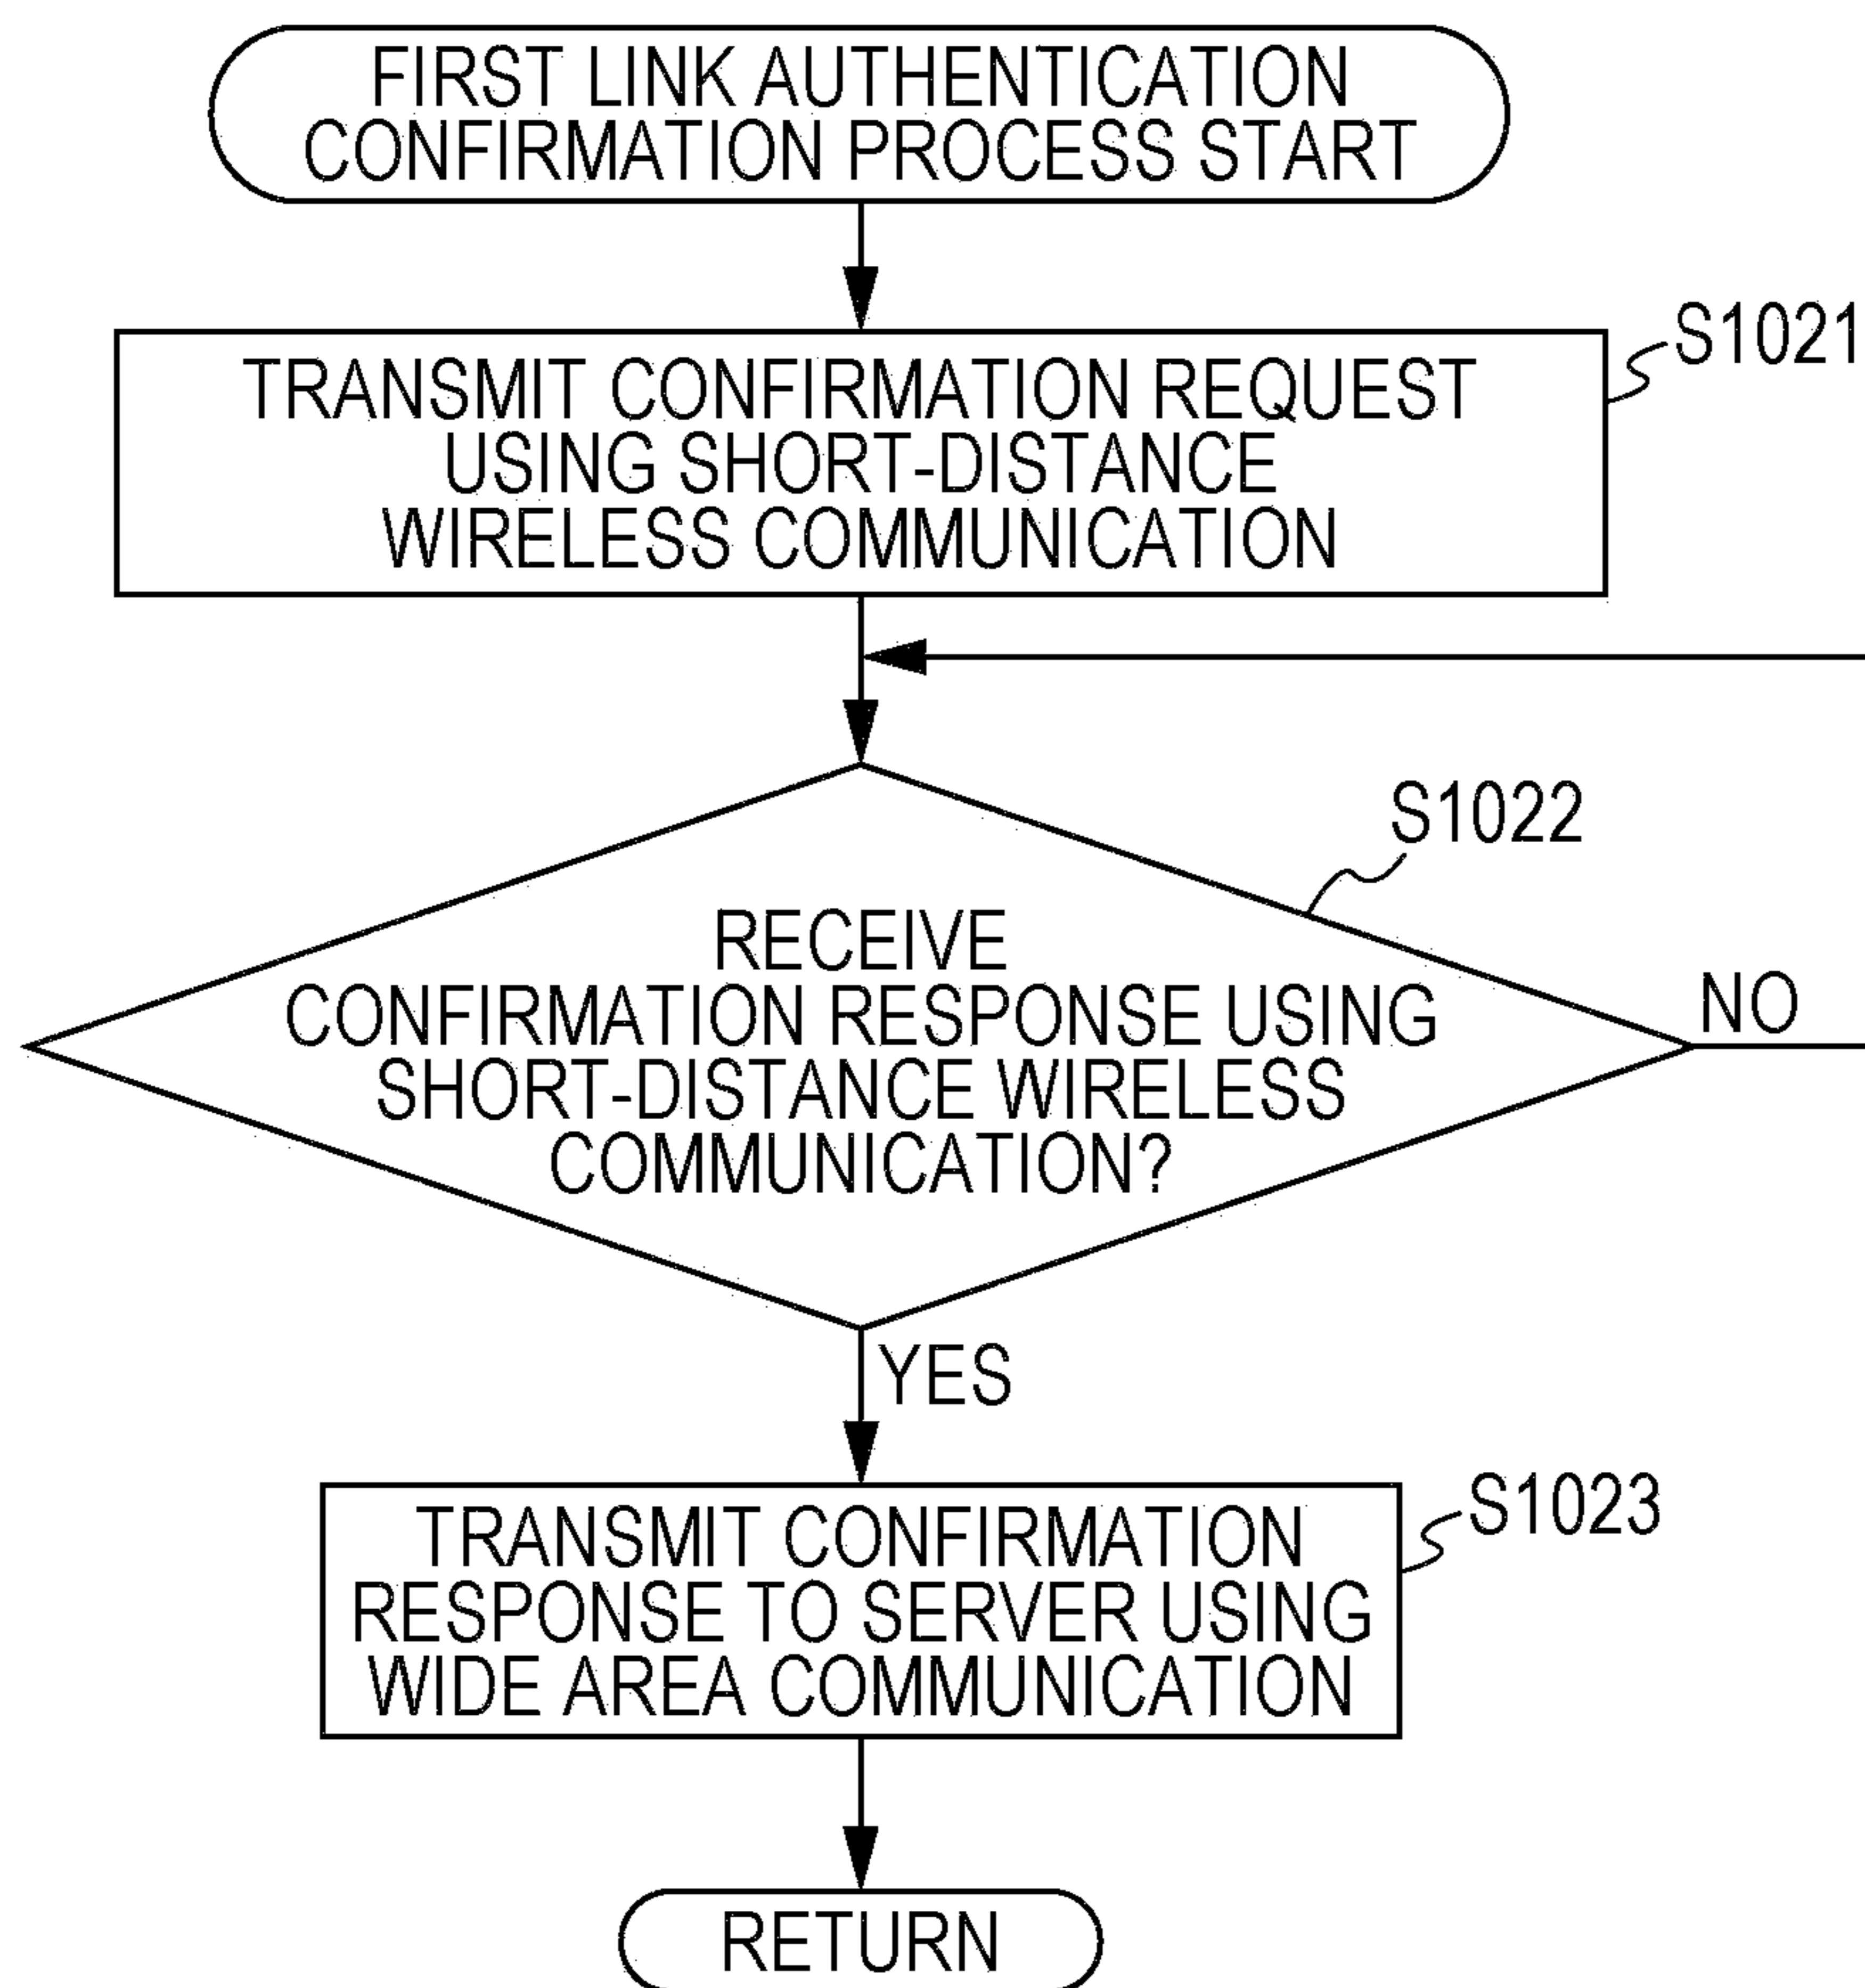 FIRST LINK AUTHENTICATION
CONFIRMATION PROCESS START
S1021
TRANSMIT CONFIRMATION REQUEST
USING SHORT-DISTANCE
WIRELESS COMMUNICATION
S1022
RECEIVE
CONFIRMATION RESPONSE USING
SHORT-DISTANCE WIRELESS
COMMUNICATION?
NO
YES
S1023
TRANSMIT CONFIRMATION
RESPONSE TO SERVER USING
WIDE AREA COMMUNICATION
RETURN